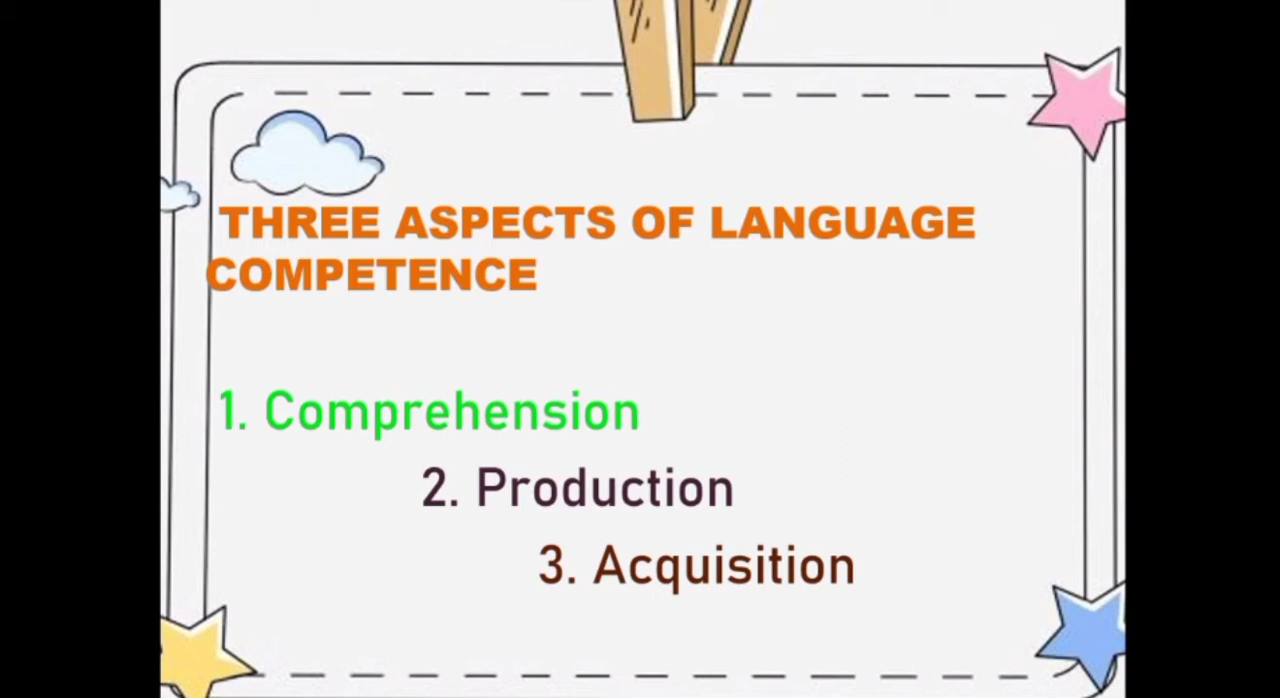 THREE ASPECTS OF LANGUAGE
COMPETENCE
1. Comprehension
2. Production
3. Acquisition